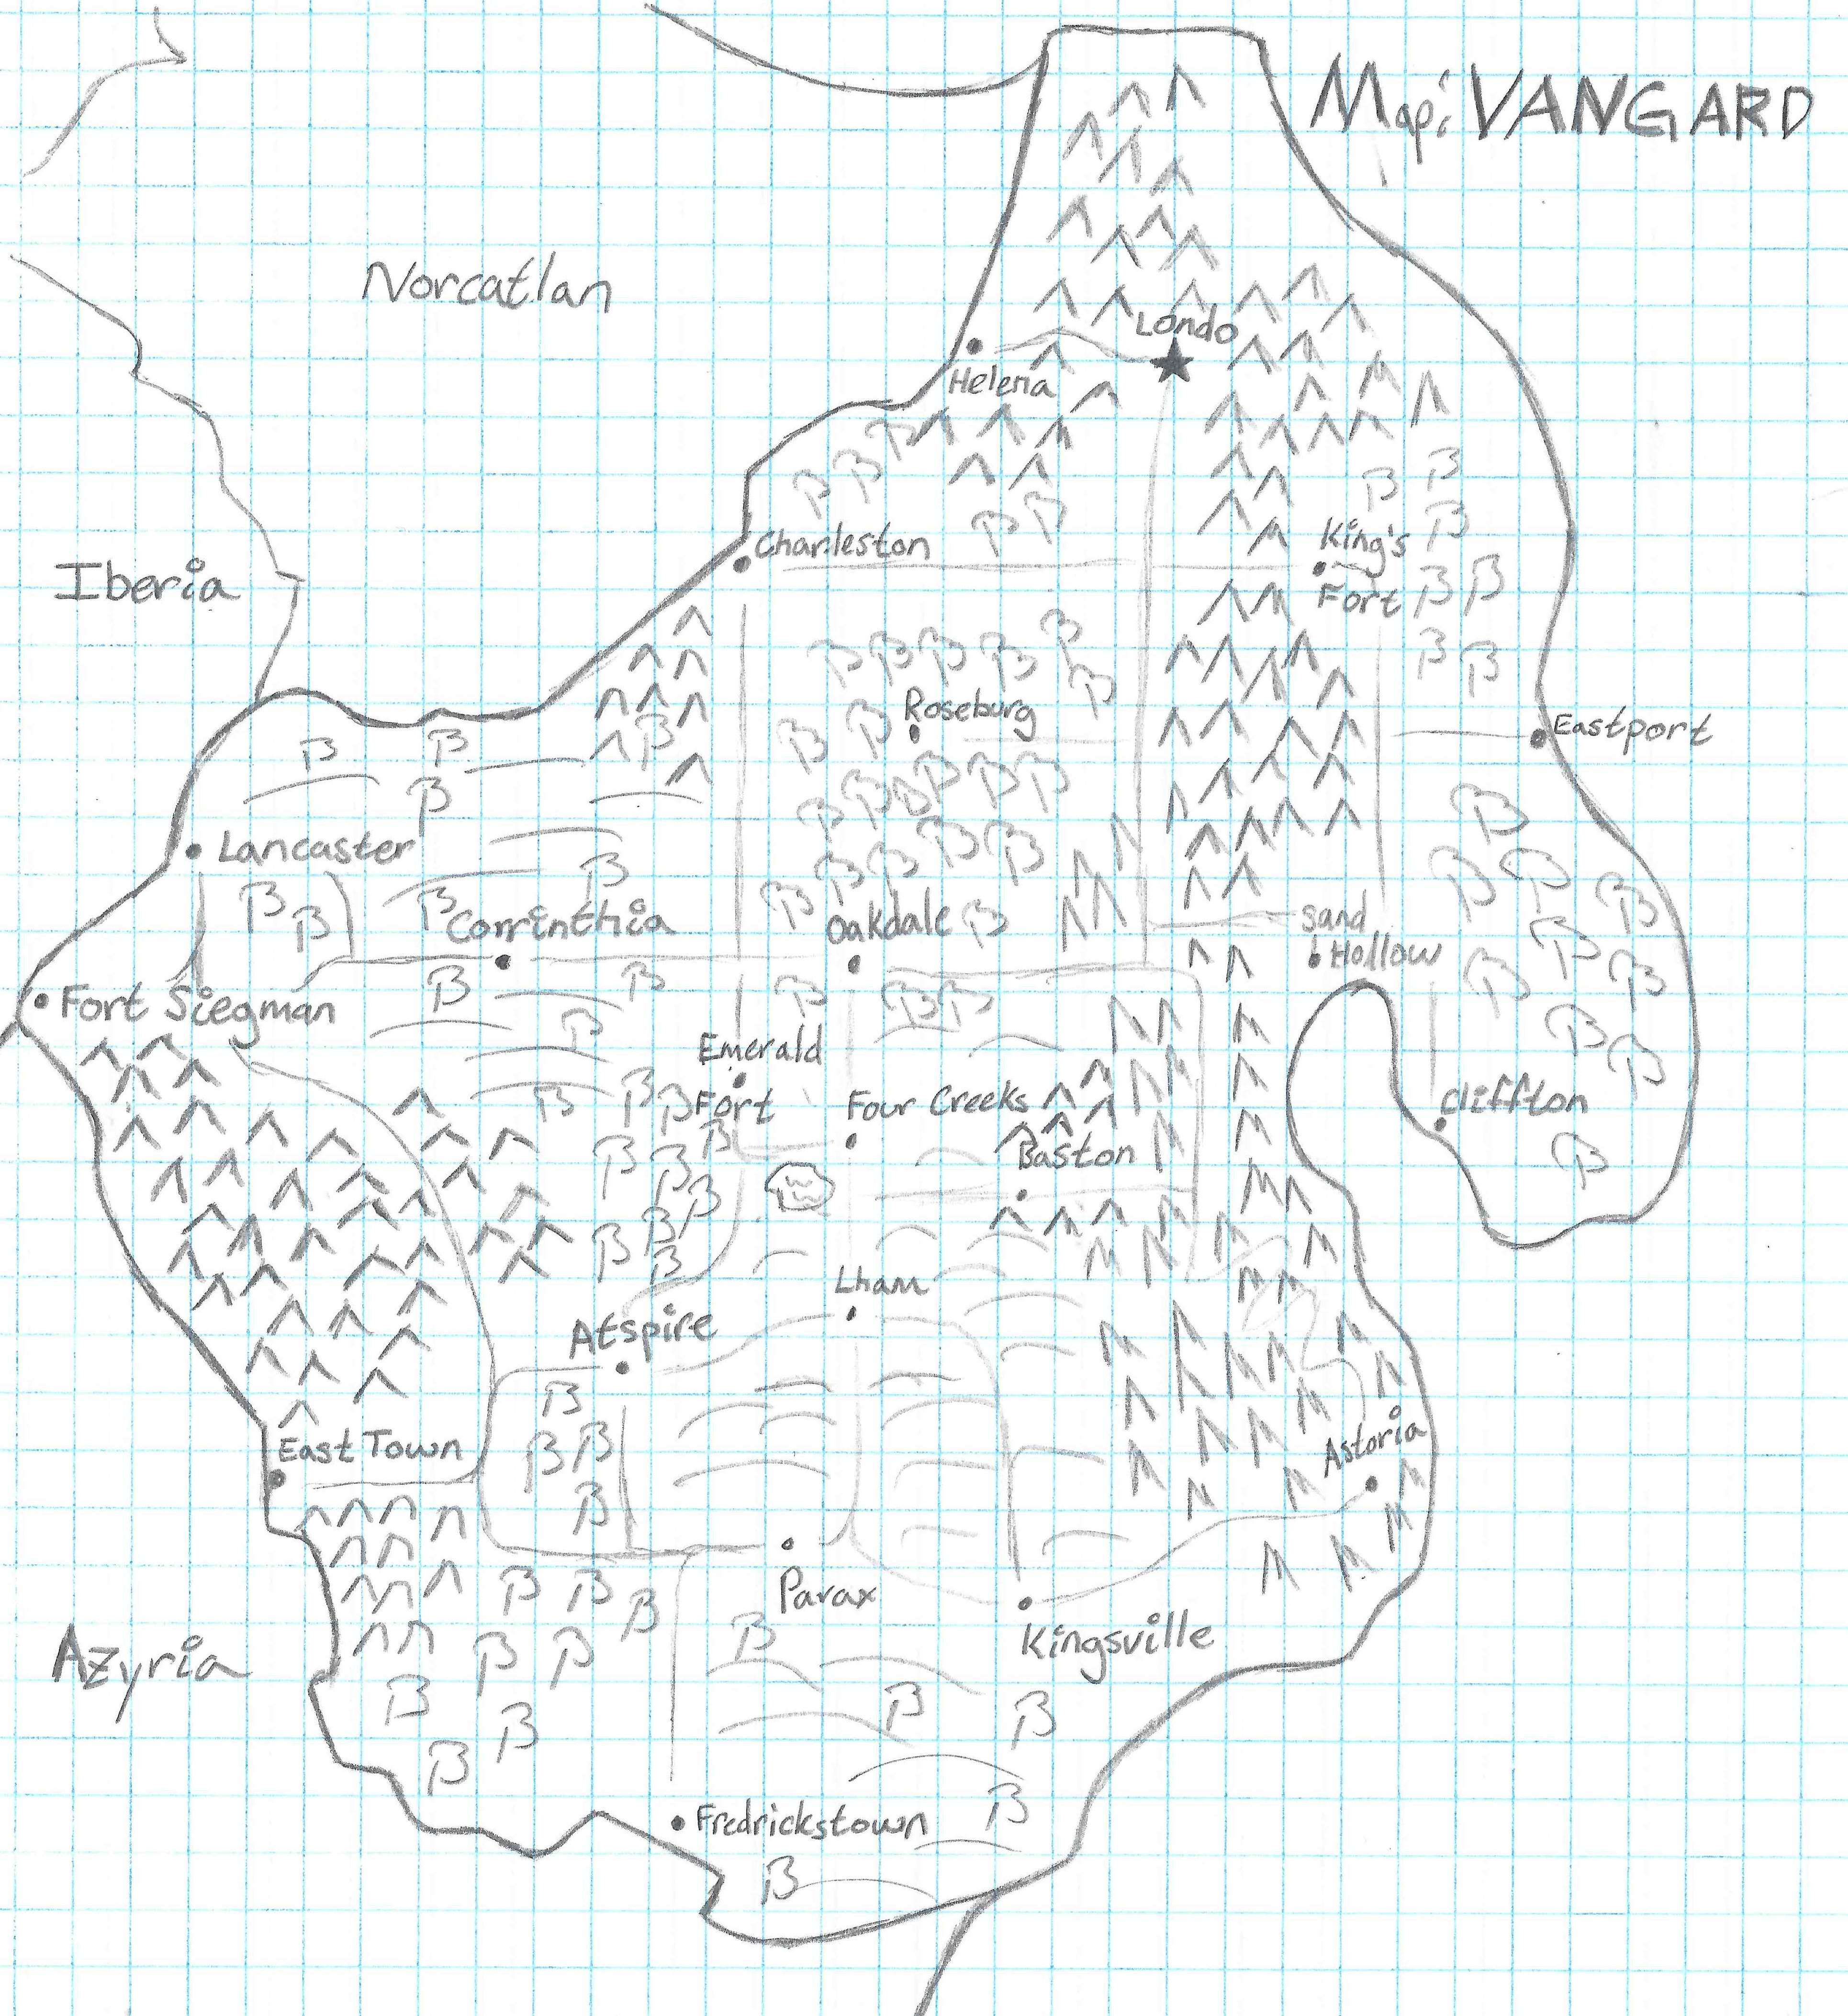 Map: VANGARD
Norcatlan
Londo
Helena
Charleston
King's
Fort
Iberia
Roseburg
Eastport
Lancaster
Corrinthia
Oakdale
Sand
Hollow
Fort Siegman
Emerald
Fort
Four Creeks
Cliffton
Baston
Lham
Atspire
East Town
Astoria
Parax
Kingsville
Azyria
Fredrickstown